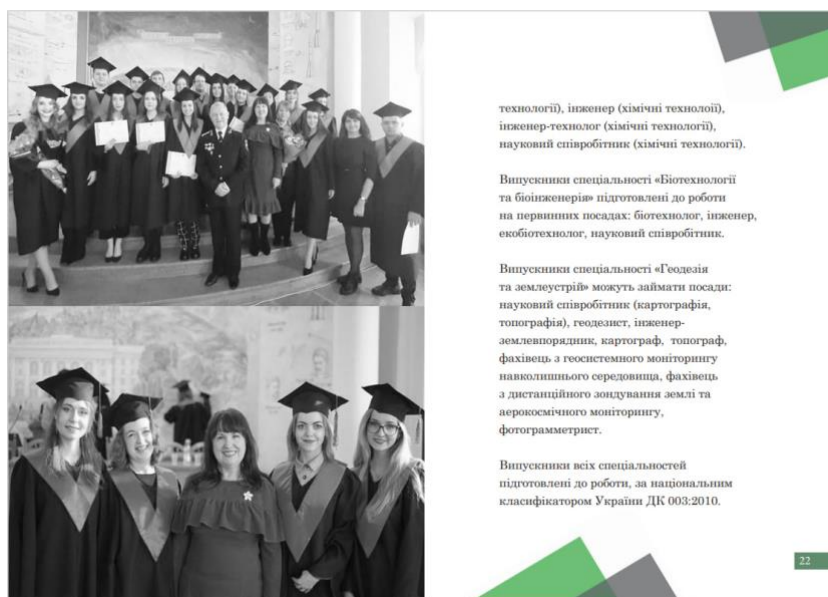 технології), інженер (хімічні технолоії),
інженер-технолог (хімічні технології),
науковий співробітник (хімічні технології).
Випускники спеціальності «Біотехнології
та біоінженерія» підготовлені до роботи
на первинних посадах: біотехнолог, інженер,
екобіотехнолог, науковий співробітник.
Випускники спеціальності «Геодезія
та землеустрій» можуть займати посади:
науковий співробітник (картографія,
топографія), геодезист, інженер-
землевпорядник, картограф, топограф,
фахівець з геосистемного моніторингу
навколишнього середовища, фахівець
з дистанційного зондування землі та
аерокосмічного моніторингу,
фотограмметрист.
Випускники всіх спеціальностей
підготовлені до роботи, за національним
класифікатором України ДК 003:2010.
22